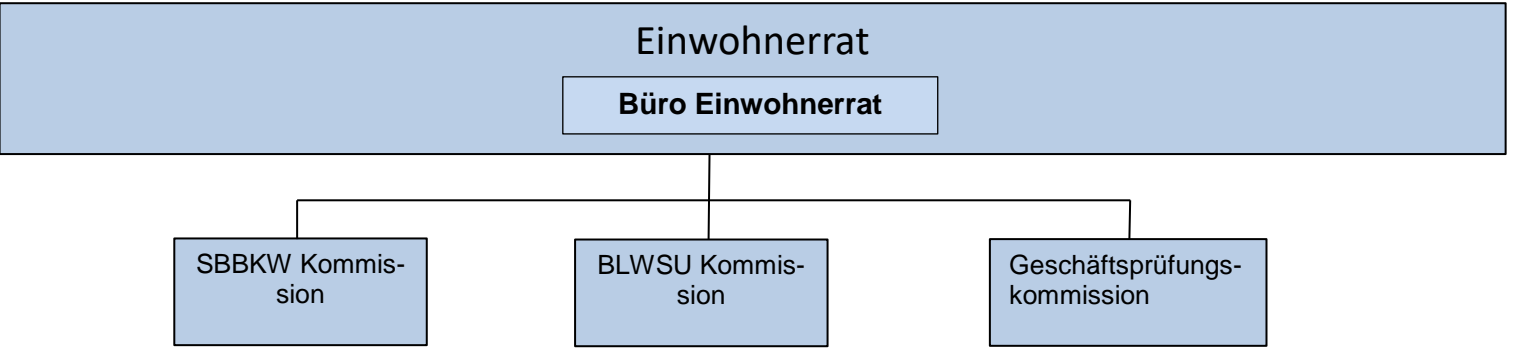 Einwohnerrat
Büro Einwohnerrat
SBBKW Kommis-
sion
BLWSU Kommis-
sion
Geschäftsprüfungs-
kommission